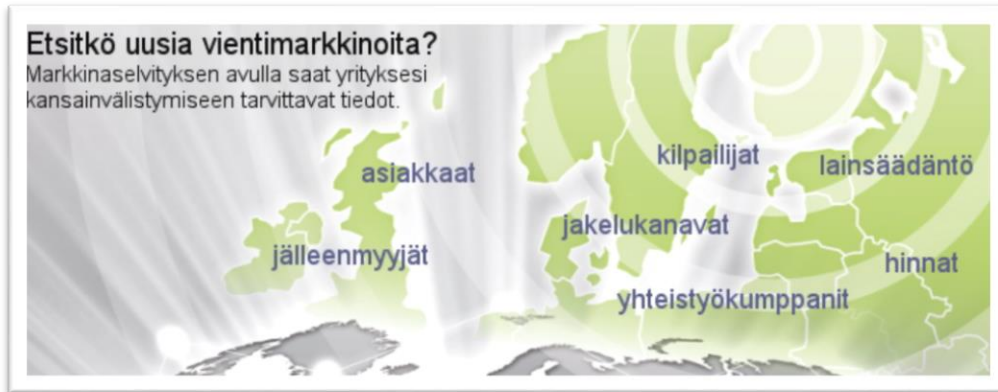 Etsitkö uusia vientimarkkinoita?
Markkinaselvityksen avulla saat yrityksesi
kansainvälistymiseen tarvittavat tiedot.
kilpailijat
lainsäädäntö
asiakkaat
jakelukanavat
jälleenmyyjät
hinnat
yhteistyökumppanit